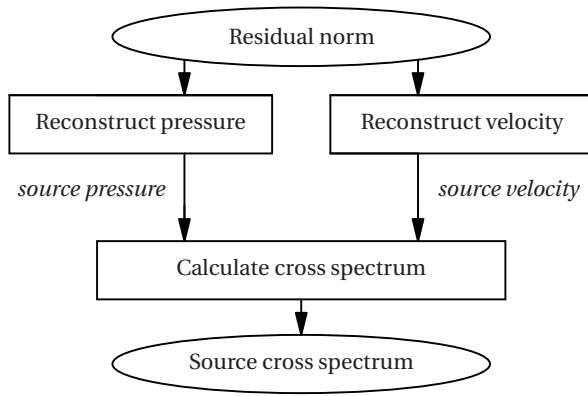 Residual norm
Reconstruct pressure
Reconstruct velocity
source pressure
source velocity
Calculate cross spectrum
Source cross spectrum